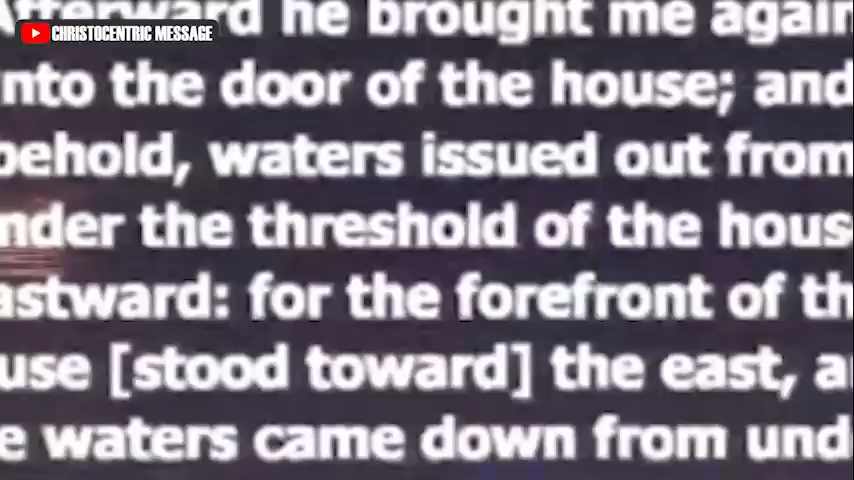 Afterward he brought me again
CHRISTOCENTRIC MESSAGE
nto the door of the house; and
behold, waters issued out from
nder the threshold of the hous
astward: for the forefront of th
use [stood toward] the east, a
e waters came down from und